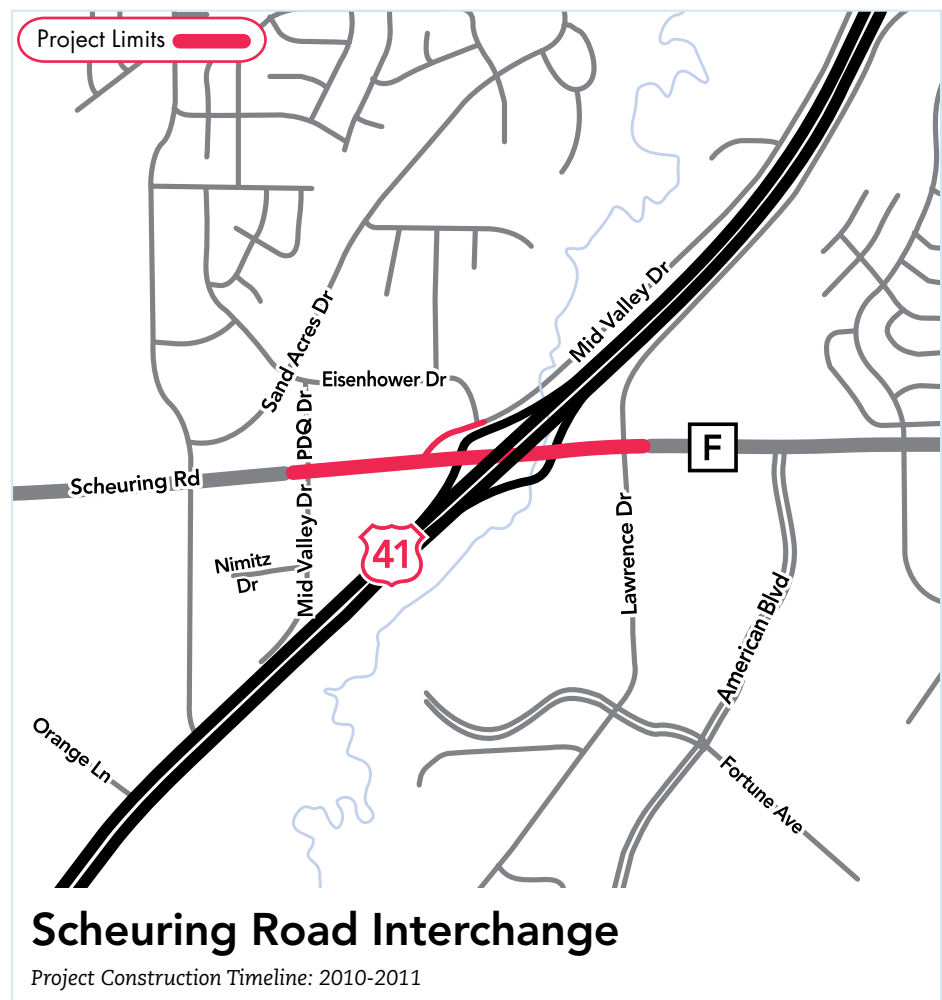 Project Limits
Mid Valley Dr
Sand Acres Dr
Eisenhower Dr
PDQ Dr
F
Scheuring Rd
Mid Valley Dr
41
Lawrence Dr
Nimitz
Dr
American Blvd
Orange Ln
Fortune Ave
Scheuring Road Interchange
Project Construction Timeline: 2010-2011